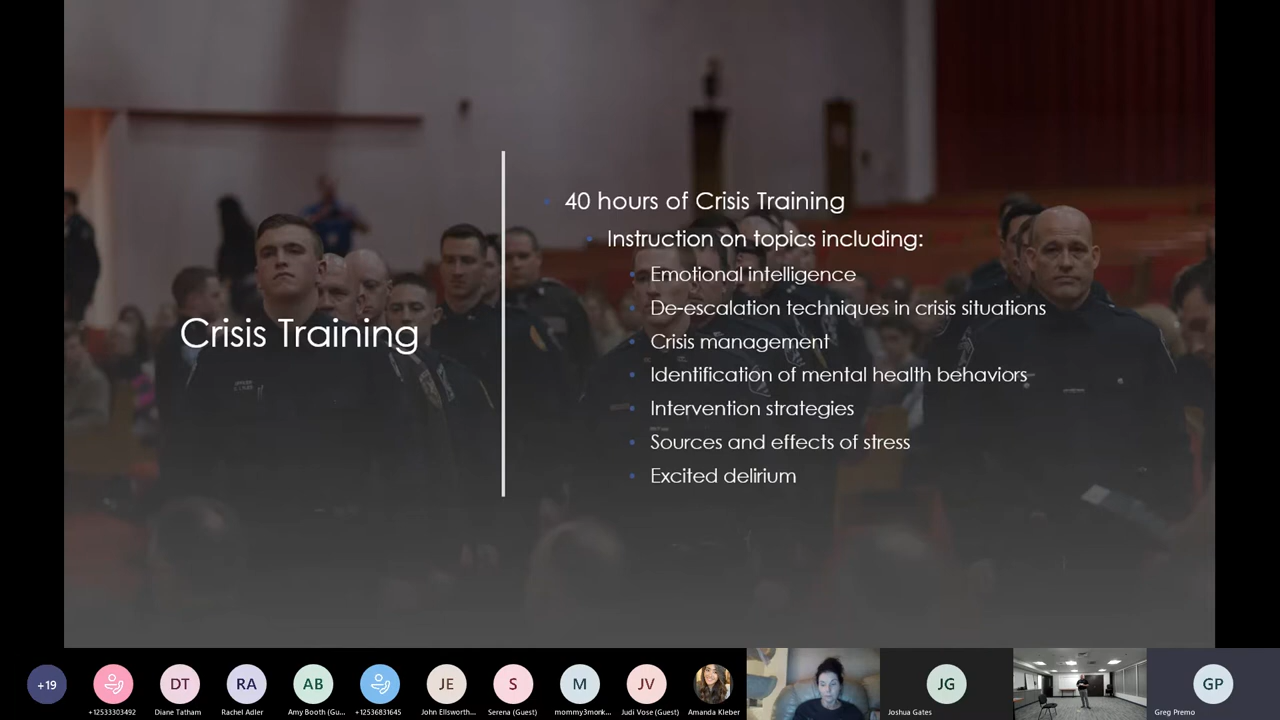 Crisis Training
40 hours of Crisis Training
Instruction on topics including:
Emotional intelligence
De-escalation techniques in crisis situations
Crisis management
Identification of mental health behaviors
Intervention strategies
Sources and effects of stress
Excited delirium
+19
DT
RA
AB
JE
S
M
JV
JG
GP
+12533303492
Diane Tatham
Rachel Adler
Amy Booth (Gu...
+12536831645
John Ellsworth...
Serena (Guest)
mommy3monk...
Judi Vose (Guest)
Amanda Kleber
Joshua Gates
Greg Premo